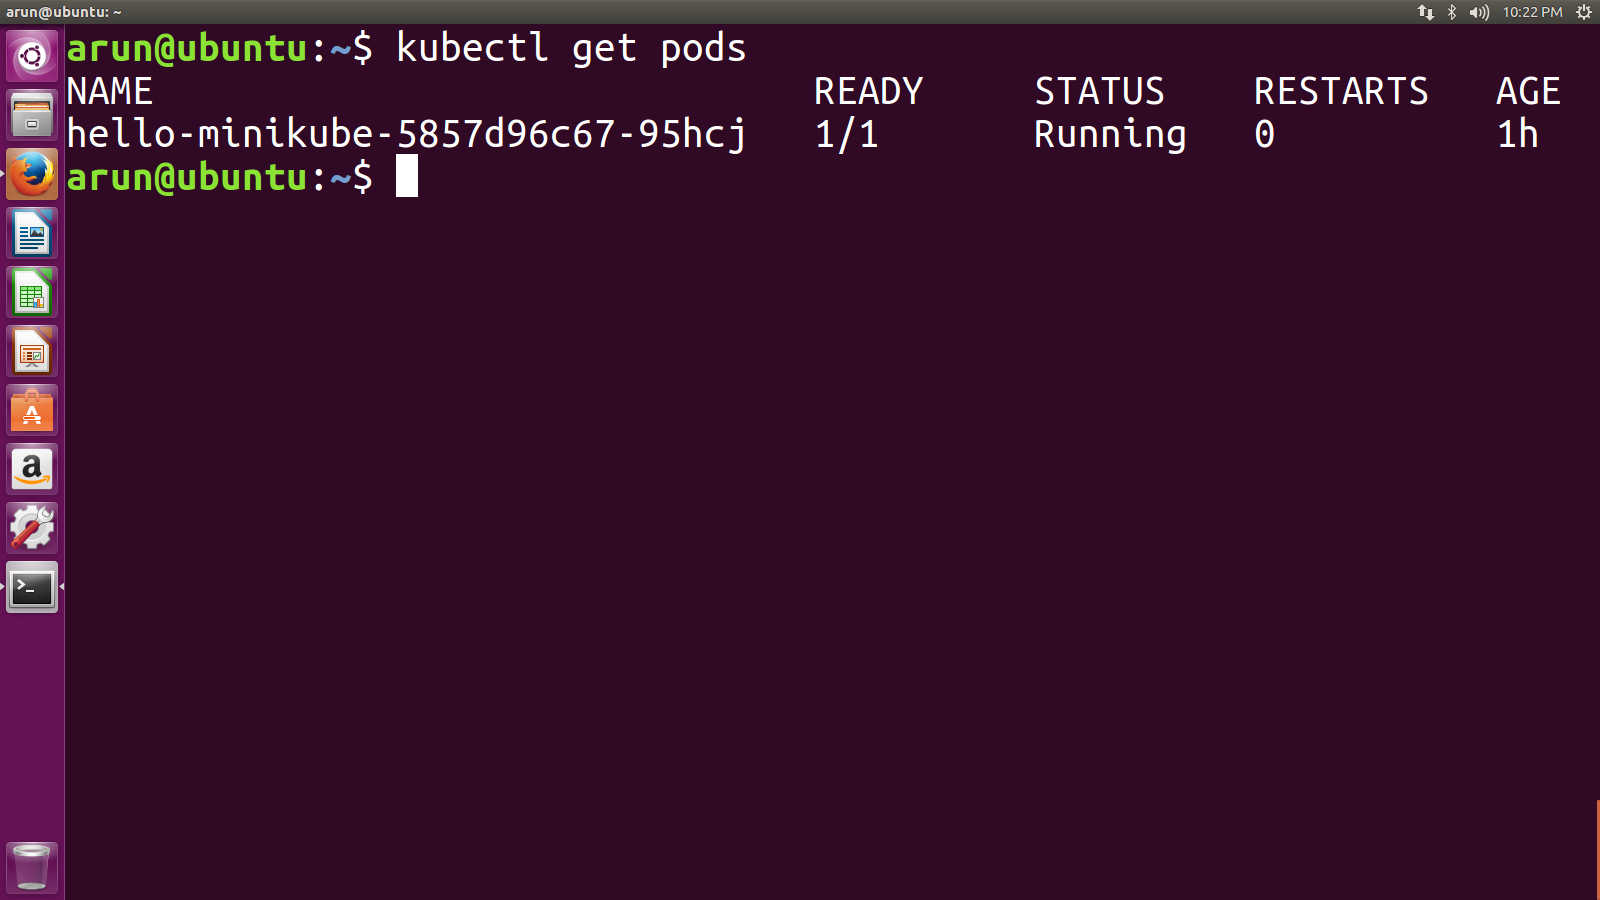 arun@ubuntu: ~
10:22 PM
arun@ubuntu:~$ kubectl get pods
NAME READY STATUS RESTARTS AGE
hello-minikube-5857d96c67-95hcj 1/1 Running 0 1h
arun@ubuntu:~$